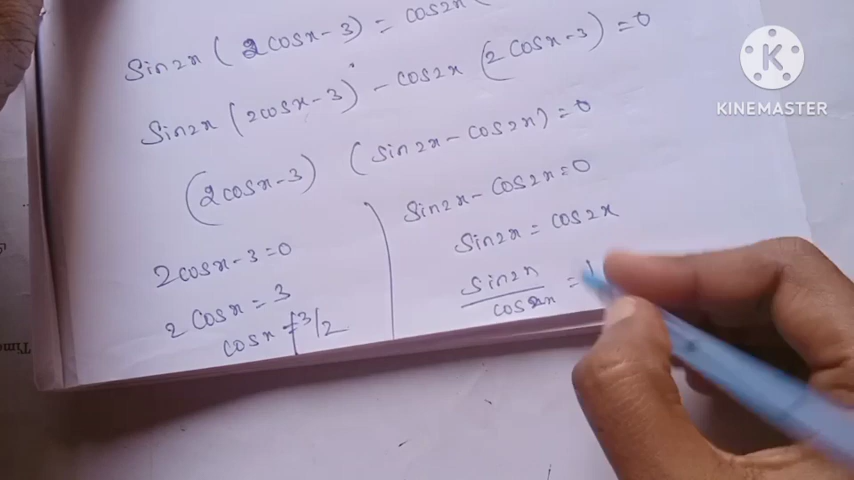 Sin2x (2cosx-3) = cos2x (
Sin2x (2cosx-3) - cos2x (2cosx-3) = 0
(2cosx-3) (sin2x-cos2x) = 0
2cosx-3=0
2cosx = 3
cosx ≠ 3/2
Sin2x - cos2x = 0
Sin2x = cos2x
Sin2x/cos2x = 1
KINEMASTER